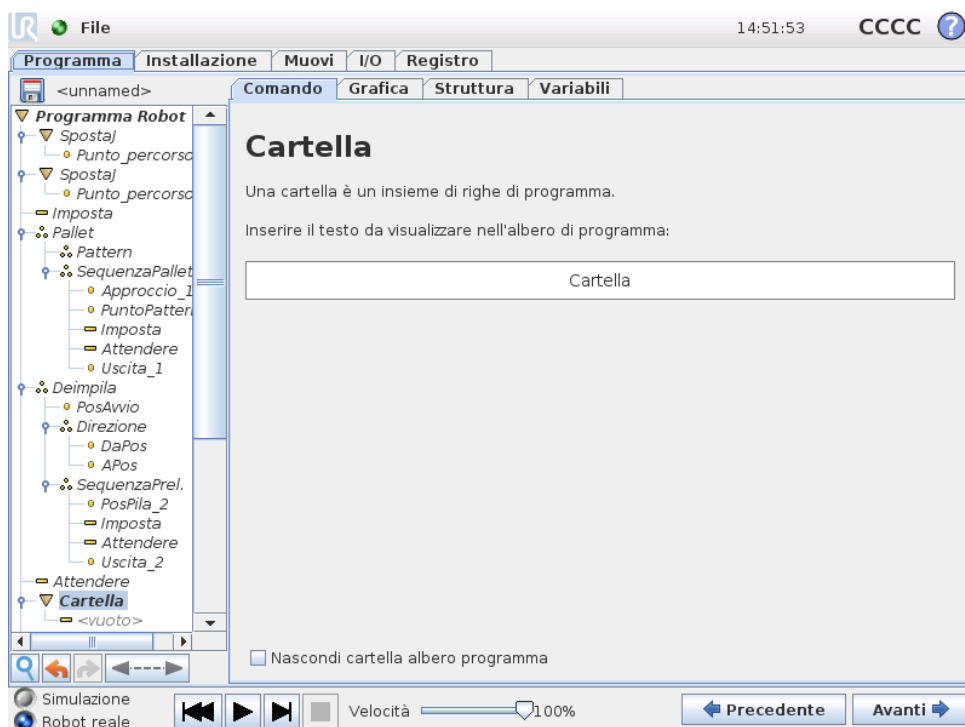 UR File 14:51:53 CCCC ?
Programma Installazione Muovi I/O Registro
<unnamed> Comando Grafica Struttura Variabili
Programma Robot
SpostaJ
Punto_percorso
SpostaJ
Punto_percorso
Imposta
Pallet
Pattern
SequenzaPallet
Approccio_1
PuntoPatter
Imposta
Attendere
Uscita_1
Deimpila
PosAvvio
Direzione
DaPos
APos
SequenzaPrel.
PosPila_2
Imposta
Attendere
Uscita_2
Attendere
Cartella
<vuoto>
Cartella
Una cartella è un insieme di righe di programma.
Inserire il testo da visualizzare nell'albero di programma:
Cartella
Nascondi cartella albero programma
Simulazione
Robot reale
Velocità 100%
Precedente Avanti